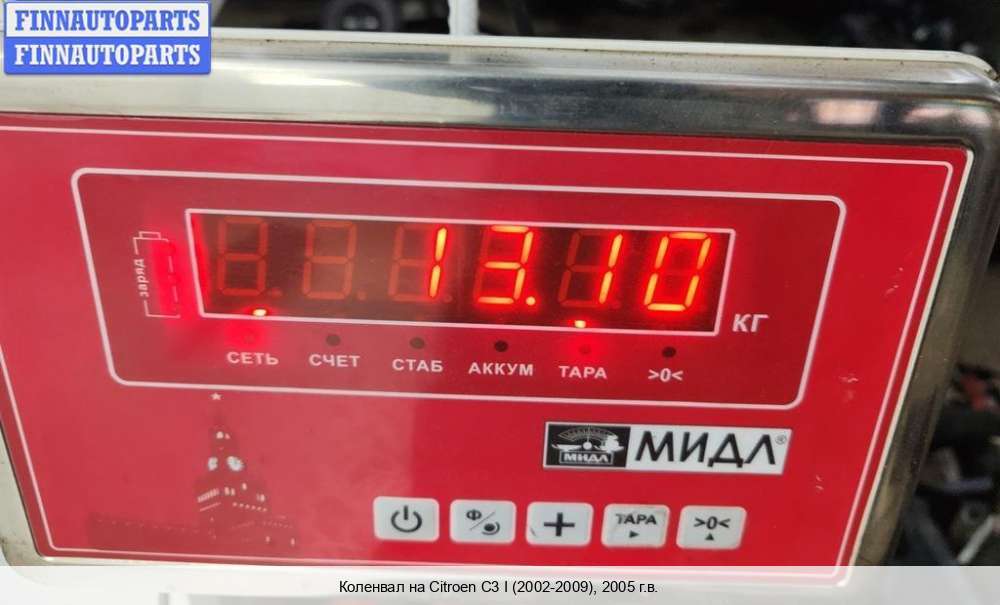 FINNAUTOPARTS
FINNAUTOPARTS
заряд
13.10
КГ
СЕТЬ СЧЕТ СТАБ АККУМ ТАРА >0<
МИДЛ МИДЛ®
Ф ТАРА >0<
Коленвал на Citroen C3 I (2002-2009), 2005 г.в.